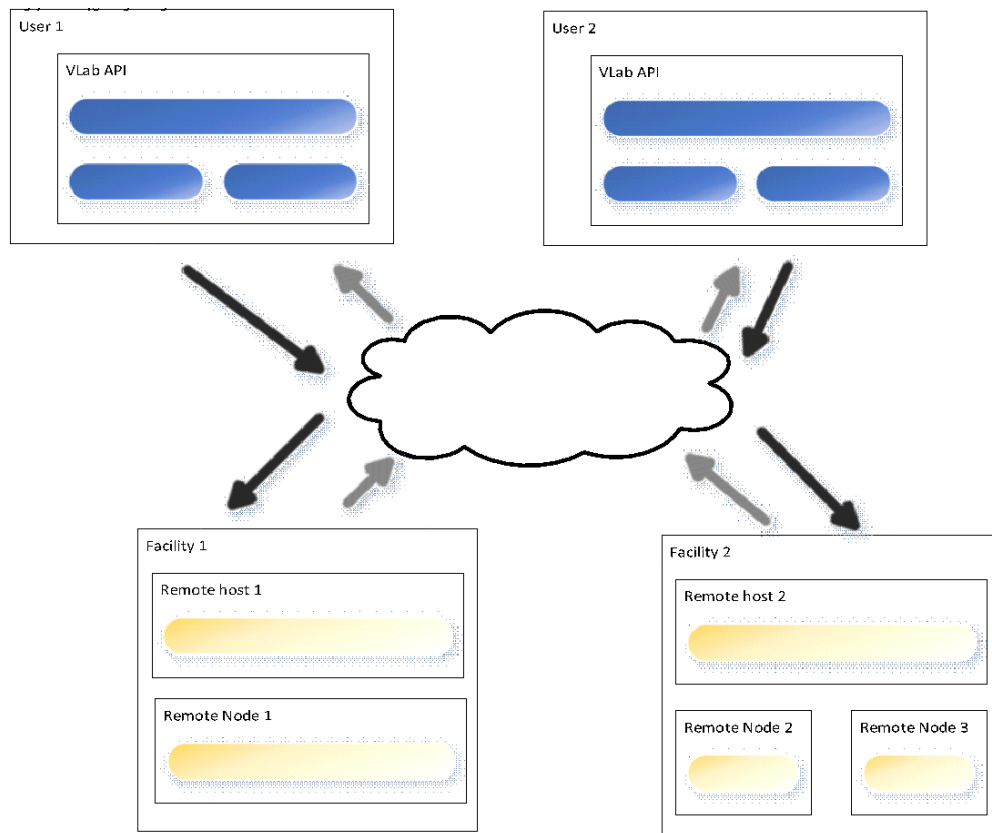 User 1
User 2
VLab API
VLab API
Facility 1
Facility 2
Remote host 1
Remote host 2
Remote Node 1
Remote Node 2
Remote Node 3